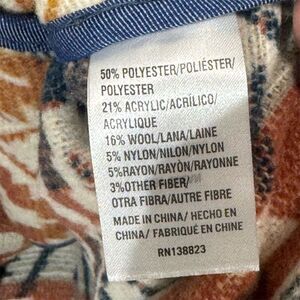 50% POLYESTER/POLIÉSTER/
POLYESTER
21% ACRYLIC/ACRÍLICO/
ACRYLIQUE
16% WOOL/LANA/LAINE
5% NYLON/NILON/NYLON
5%RAYON/RAYÓN/RAYONNE
3%OTHER FIBER/
OTRA FIBRA/AUTRE FIBRE
MADE IN CHINA/ HECHO EN
CHINA/ FABRIQUÉ EN CHINE
RN138823